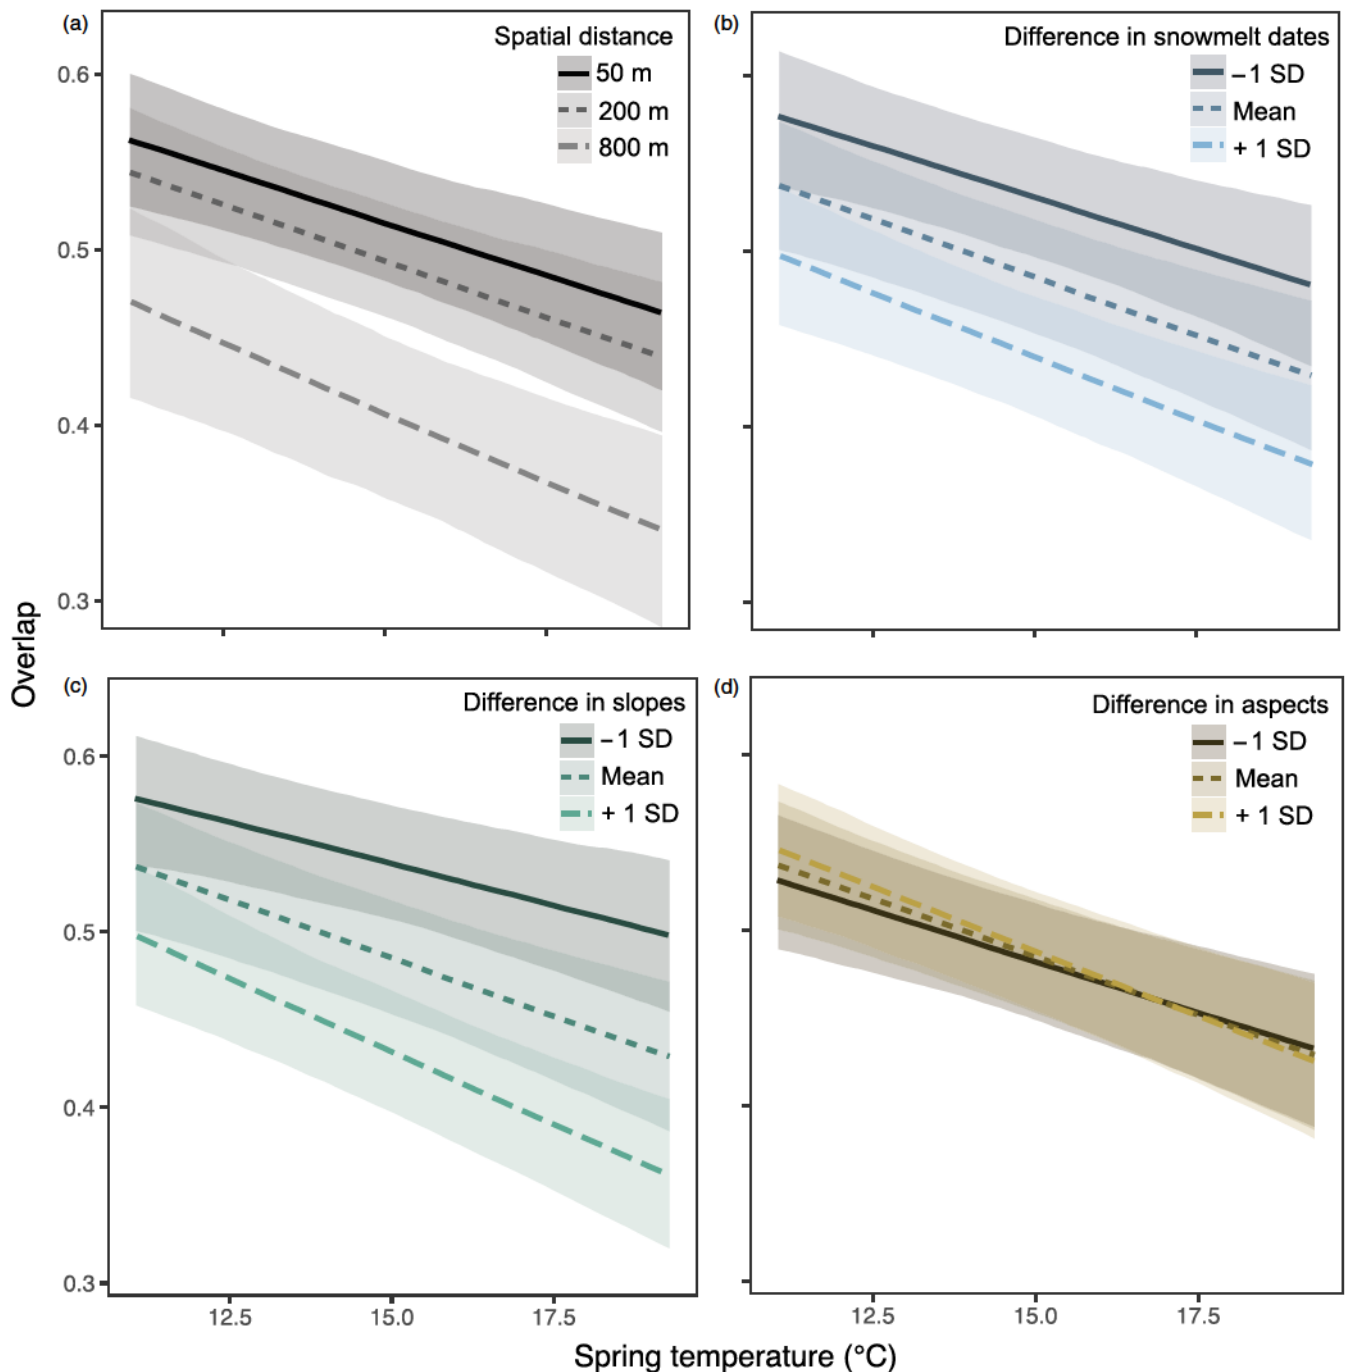 (a)
Spatial distance
50 m
200 m
800 m
0.6
0.5
0.4
0.3
(b)
Difference in snowmelt dates
−1 SD
Mean
+ 1 SD
Overlap
(c)
Difference in slopes
−1 SD
Mean
+ 1 SD
0.6
0.5
0.4
0.3
12.5
15.0
17.5
(d)
Difference in aspects
−1 SD
Mean
+ 1 SD
12.5
15.0
17.5
Spring temperature (°C)